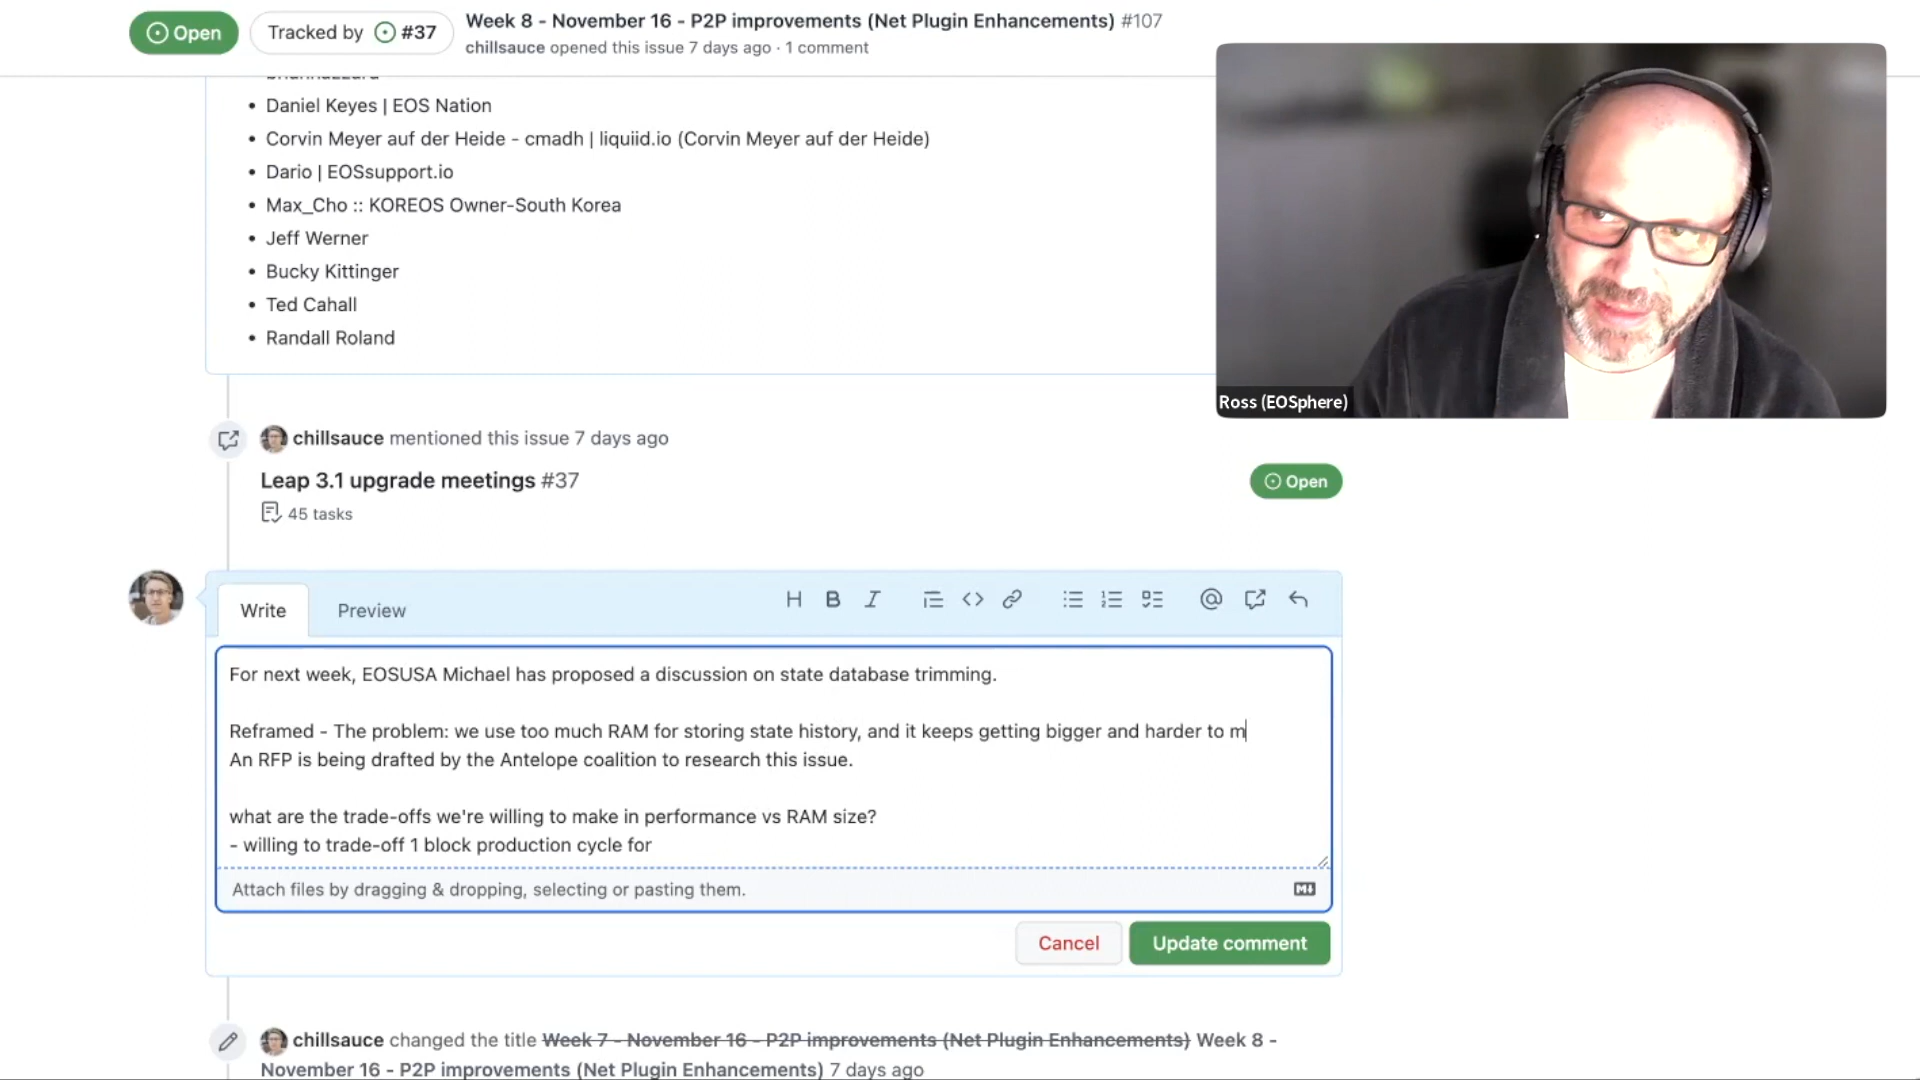 Open
Tracked by #37
Week 8 - November 16 - P2P improvements (Net Plugin Enhancements) #107
chillsauce opened this issue 7 days ago · 1 comment
• Daniel Keyes | EOS Nation
• Corvin Meyer auf der Heide - cmadh | liquiid.io (Corvin Meyer auf der Heide)
• Dario | EOSsupport.io
• Max_Cho :: KOREOS Owner-South Korea
• Jeff Werner
• Bucky Kittinger
• Ted Cahall
• Randall Roland
Ross (EOSphere)
chillsauce mentioned this issue 7 days ago
Leap 3.1 upgrade meetings #37
Open
45 tasks
Write
Preview
H B I
For next week, EOSUSA Michael has proposed a discussion on state database trimming.
Reframed - The problem: we use too much RAM for storing state history, and it keeps getting bigger and harder to m
An RFP is being drafted by the Antelope coalition to research this issue.
what are the trade-offs we're willing to make in performance vs RAM size?
- willing to trade-off 1 block production cycle for
Attach files by dragging & dropping, selecting or pasting them.
M
Cancel
Update comment
chillsauce changed the title Week 7 - November 16 - P2P improvements (Net Plugin Enhancements) Week 8 -
November 16 - P2P improvements (Net Plugin Enhancements) 7 days ago